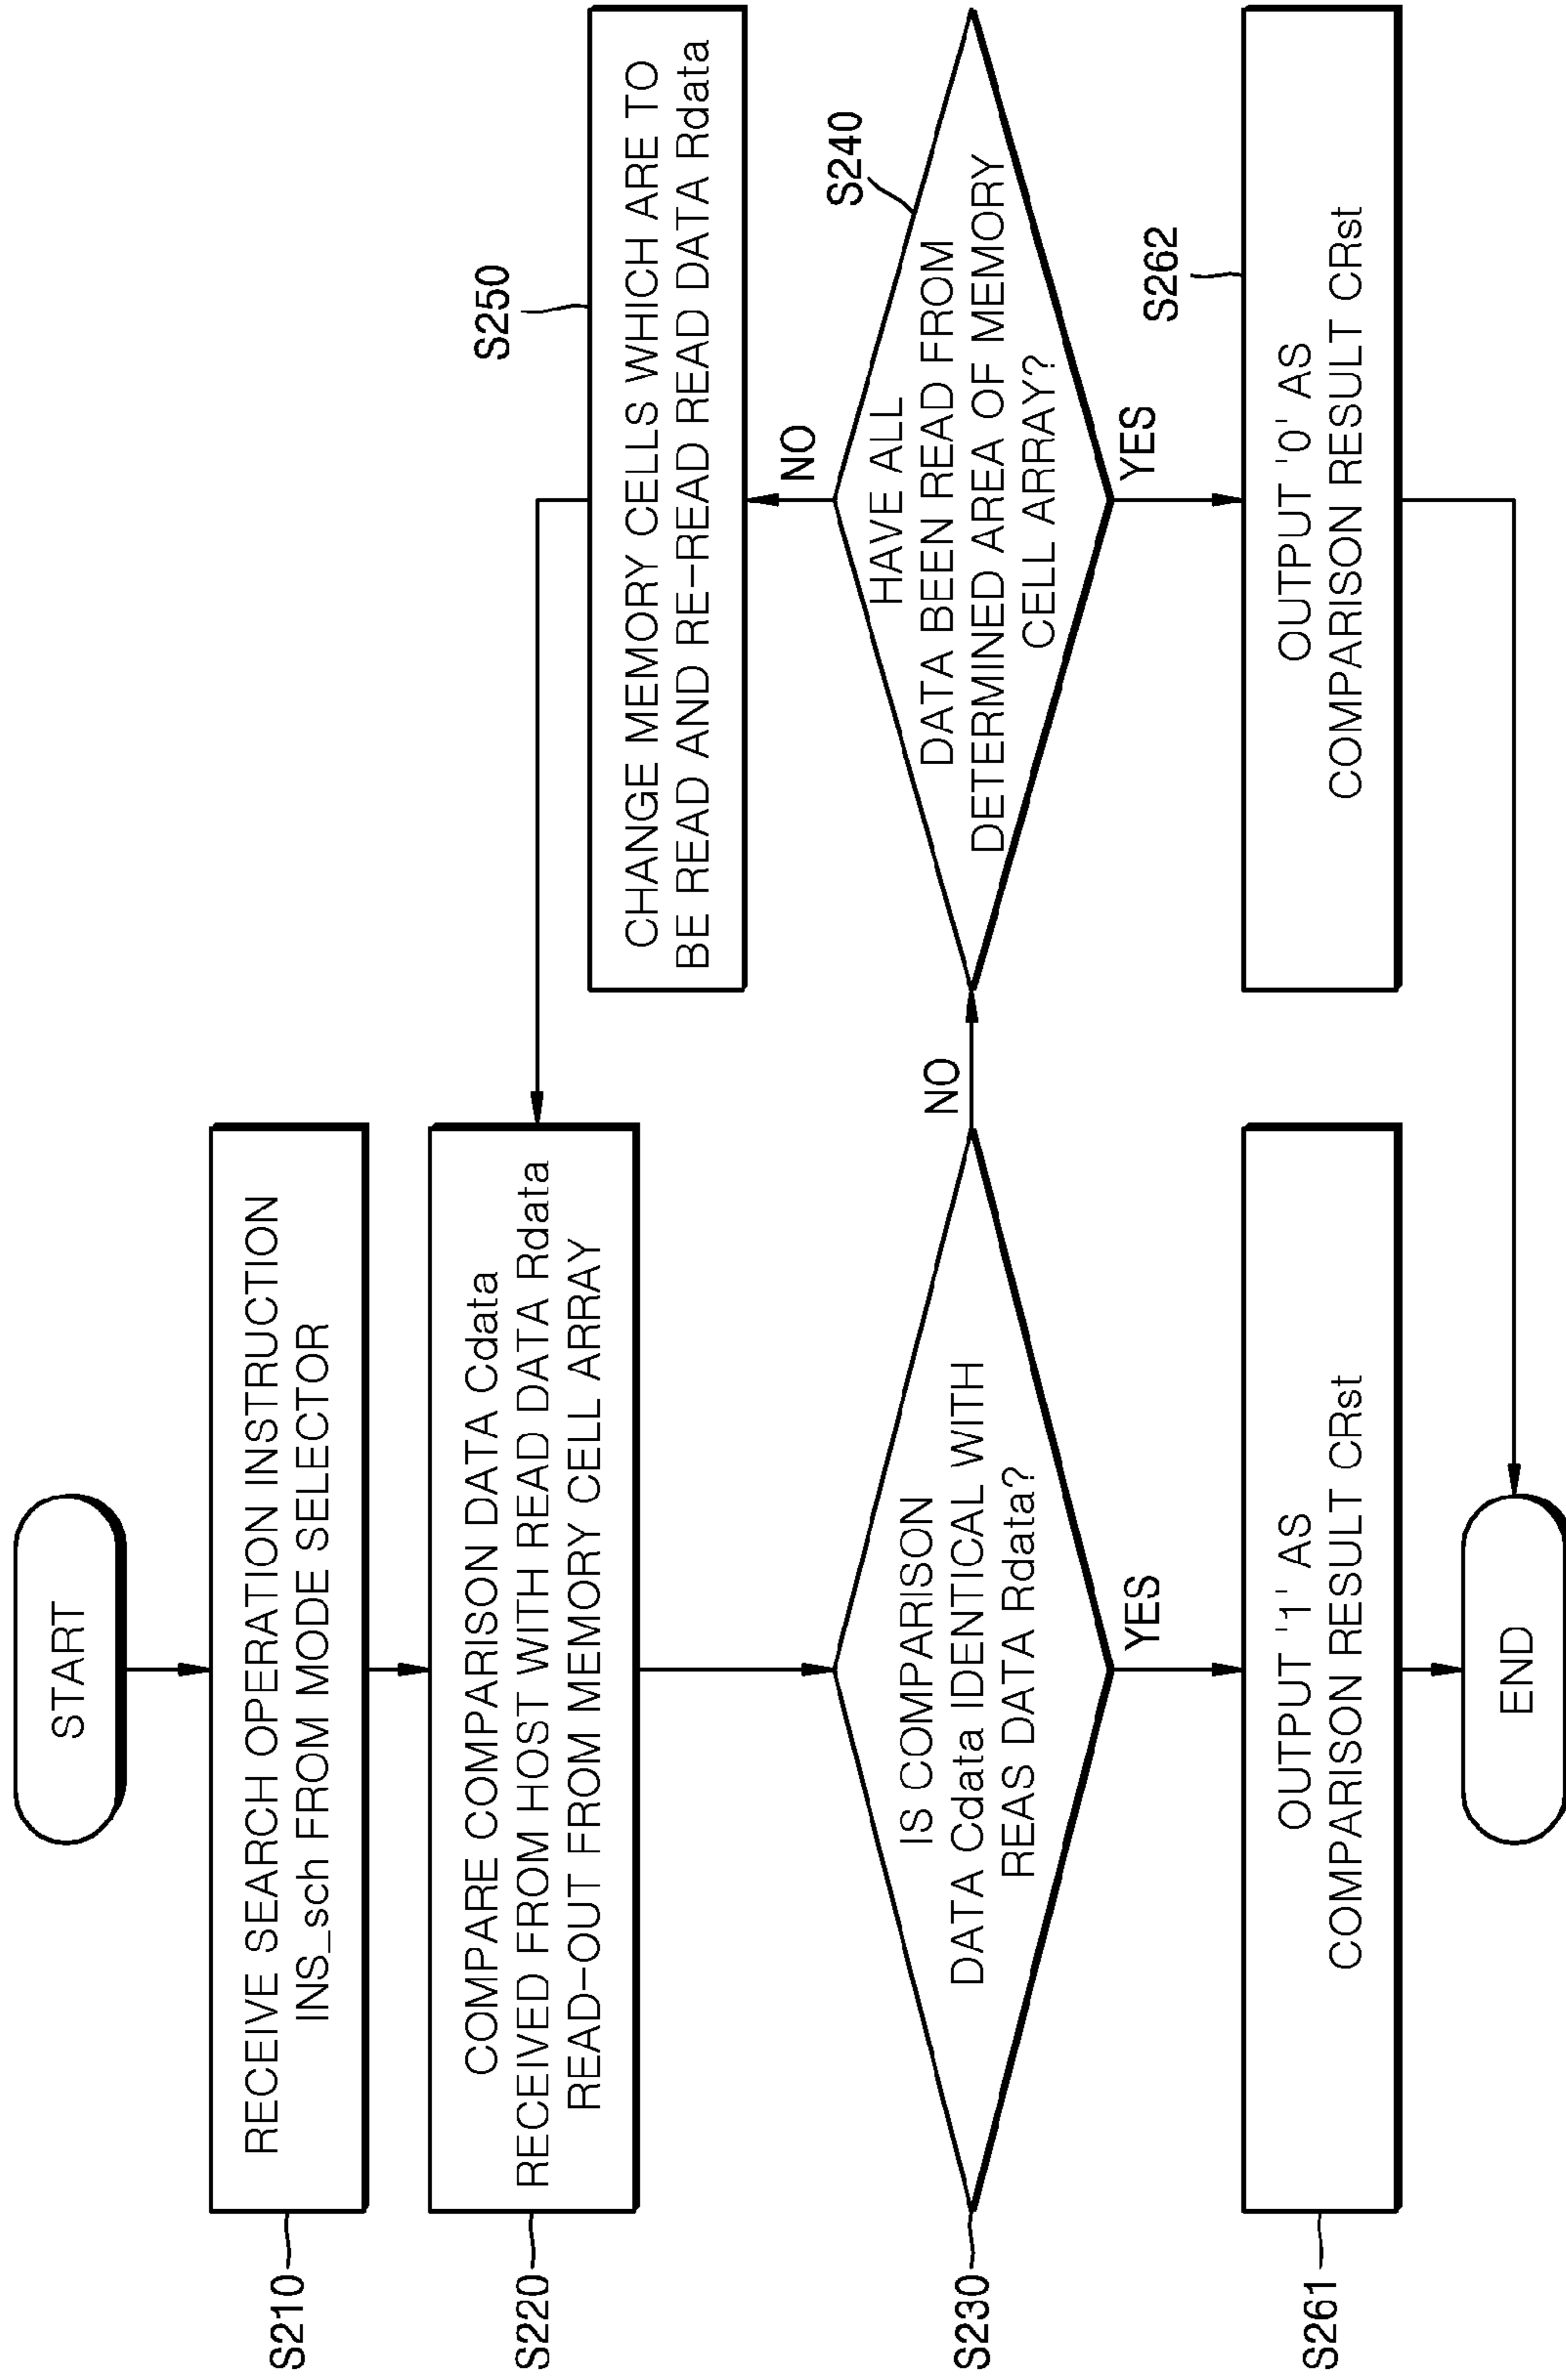 START
S210
RECEIVE SEARCH OPERATION INSTRUCTION
INS_sch FROM MODE SELECTOR
S220
COMPARE COMPARISON DATA Cdata
RECEIVED FROM HOST WITH READ DATA Rdata
READ-OUT FROM MEMORY CELL ARRAY
S250
CHANGE MEMORY CELLS WHICH ARE TO
BE READ AND RE-READ READ DATA Rdata
S230
IS COMPARISON
DATA Cdata IDENTICAL WITH
REAS DATA Rdata?
NO
YES
S240
HAVE ALL
DATA BEEN READ FROM
DETERMINED AREA OF MEMORY
CELL ARRAY?
NO
YES
S261
OUTPUT '1' AS
COMPARISON RESULT CRst
S262
OUTPUT '0' AS
COMPARISON RESULT CRst
END